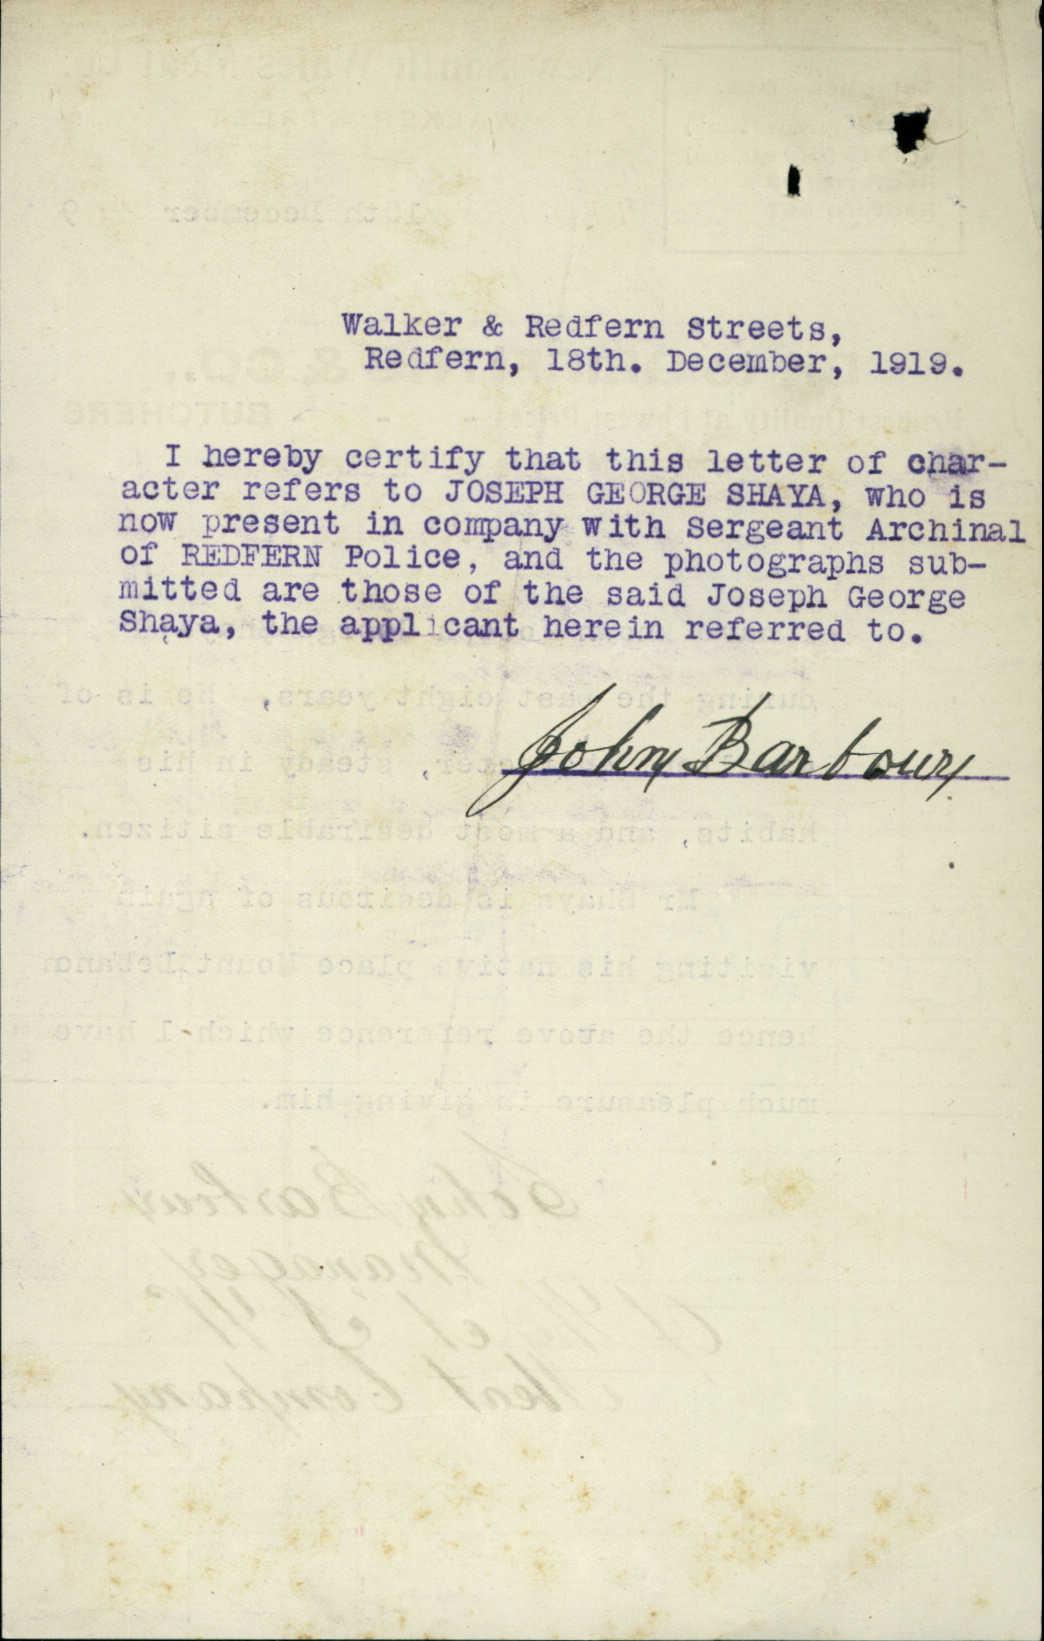 Walker & Redfern Streets,
Redfern, 18th. December, 1919.
I hereby certify that this letter of char-
acter refers to JOSEPH GEORGE SHAYA, who is
now present in company with Sergeant Archinal
of REDFERN Police, and the photographs sub-
mitted are those of the said Joseph George
Shaya, the applicant herein referred to.
John Barbour